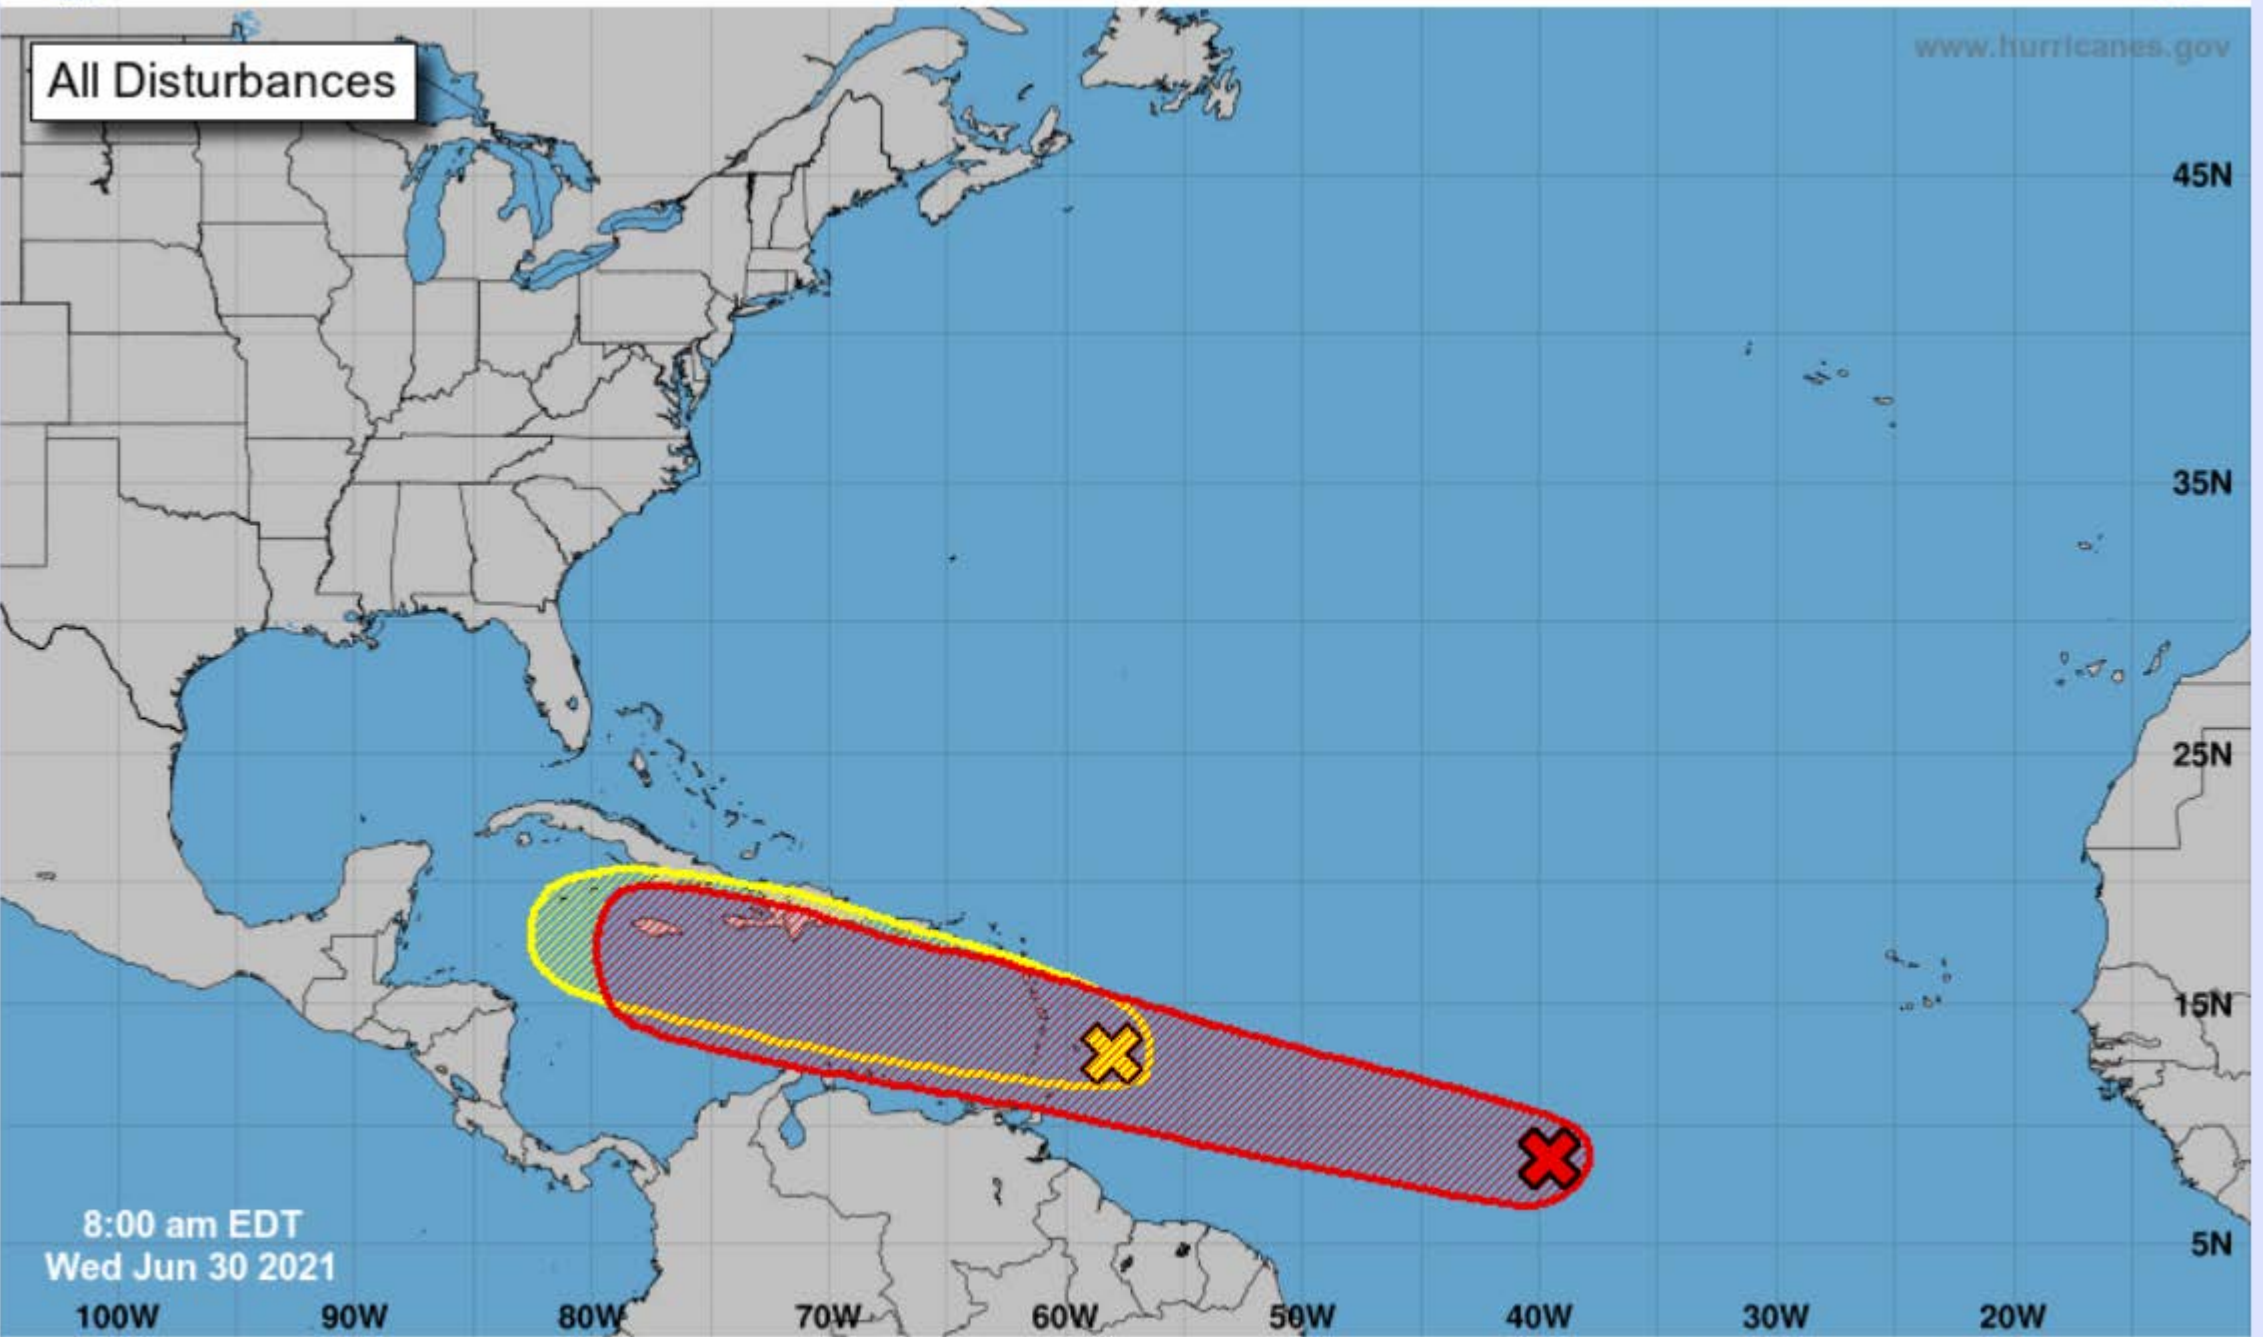 All Disturbances
www.hurricanes.gov
45N
35N
25N
15N
5N
8:00 am EDT
Wed Jun 30 2021
100W 90W 80W 70W 60W 50W 40W 30W 20W